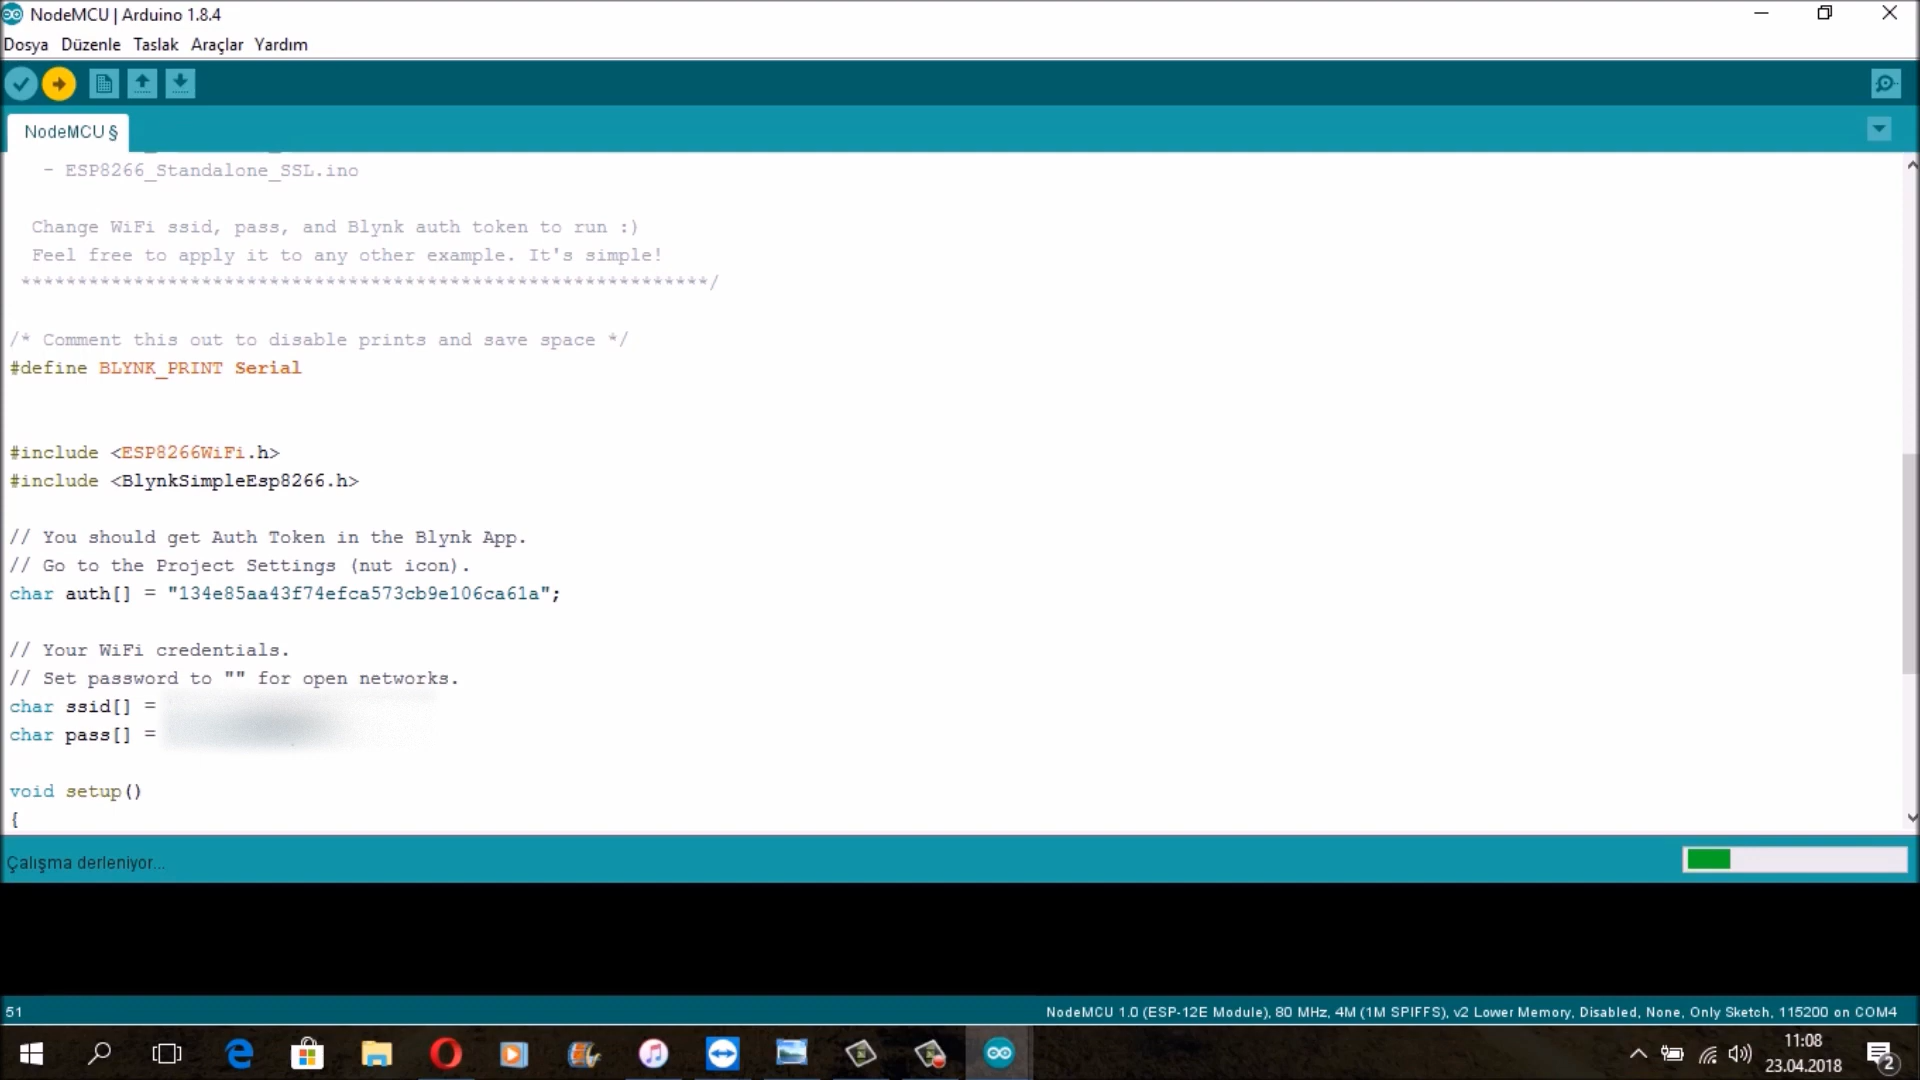 NodeMCU | Arduino 1.8.4
Dosya Düzenle Taslak Araçlar Yardım
NodeMCU §
- ESP8266_Standalone_SSL.ino
Change WiFi ssid, pass, and Blynk auth token to run :)
Feel free to apply it to any other example. It's simple!
*************************************************************/
/* Comment this out to disable prints and save space */
#define BLYNK_PRINT Serial
#include <ESP8266WiFi.h>
#include <BlynkSimpleEsp8266.h>
// You should get Auth Token in the Blynk App.
// Go to the Project Settings (nut icon).
char auth[] = "134e85aa43f74efca573cb9e106ca61a";
// Your WiFi credentials.
// Set password to "" for open networks.
char ssid[] =
char pass[] =
void setup()
{
Çalışma derleniyor...
51
NodeMCU 1.0 (ESP-12E Module), 80 MHz, 4M (1M SPIFFS), v2 Lower Memory, Disabled, None, Only Sketch, 115200 on COM4
11:08
23.04.2018
2